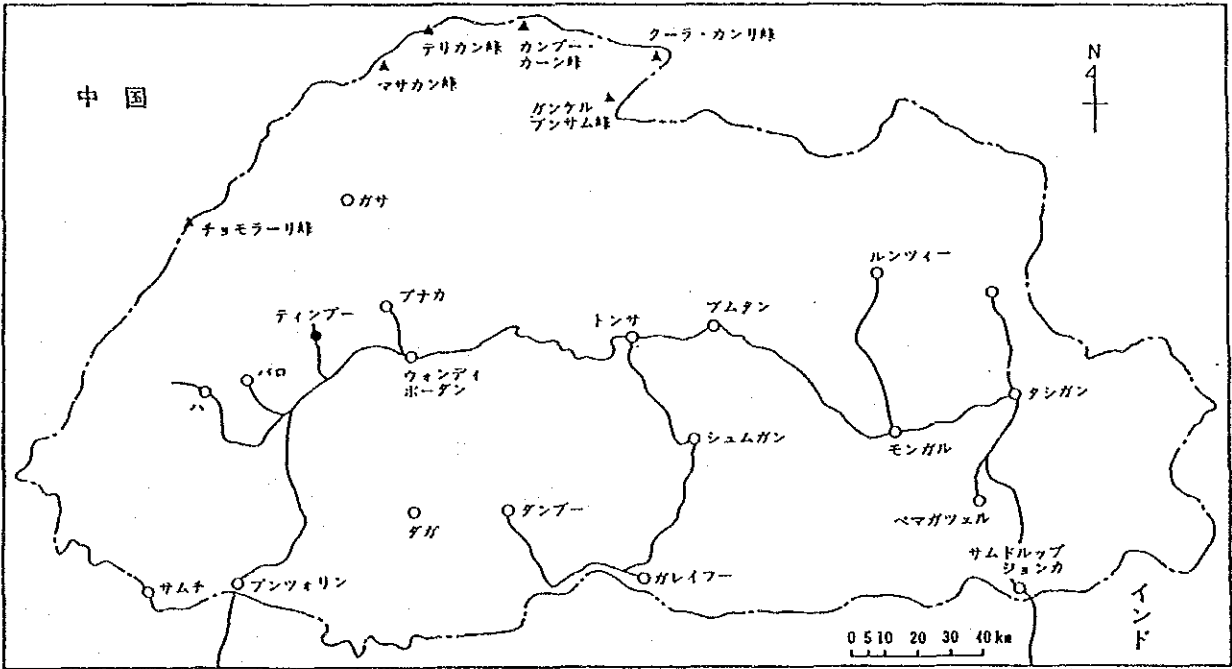 テリカン峠
カンプー・
カーン峠
クーラ・カンリ峠
N
マサカン峠
中 国
ガンケル
プンサム峠
ガサ
チョモラーリ峠
ルンツィー
プナカ
ティンプー
トンサ
ブムタン
ウォンディ
ポーダン
パロ
ハ
タシガン
シュムガン
モンガル
ダガ
ダンプー
ペマガツェル
サムドルップ
ジョンカ
サムチ
プンツォリン
ガレイフー
インド
0 5 10 20 30 40 km